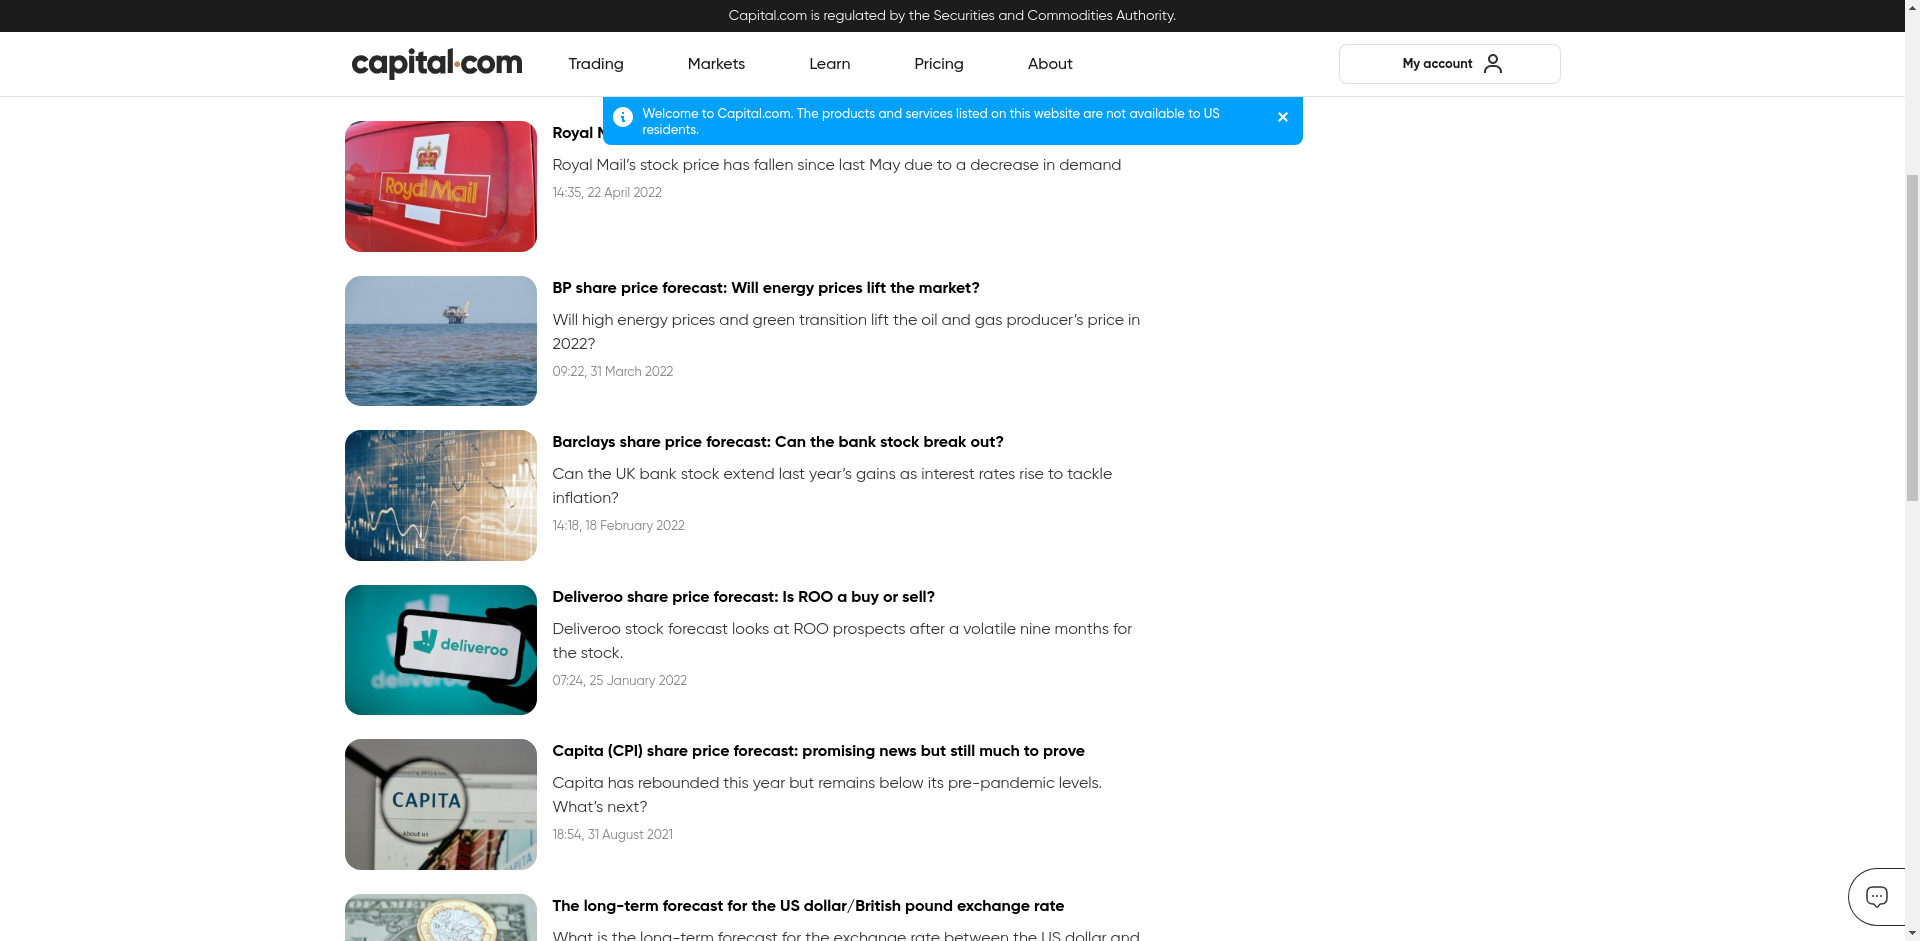 Capital.com is regulated by the Securities and Commodities Authority.
capital.com
Trading
Markets
Learn
Pricing
About
My account
Welcome to Capital.com. The products and services listed on this website are not available to US
residents.
Royal
Royal Mail's stock price has fallen since last May due to a decrease in demand
14:35, 22 April 2022
Royal Mail
BP share price forecast: Will energy prices lift the market?
Will high energy prices and green transition lift the oil and gas producer's price in
2022?
09:22, 31 March 2022
Barclays share price forecast: Can the bank stock break out?
Can the UK bank stock extend last year's gains as interest rates rise to tackle
inflation?
14:18, 18 February 2022
Deliveroo share price forecast: Is ROO a buy or sell?
Deliveroo stock forecast looks at ROO prospects after a volatile nine months for
the stock.
07:24, 25 January 2022
deliveroo
Capita (CPI) share price forecast: promising news but still much to prove
Capita has rebounded this year but remains below its pre-pandemic levels.
What's next?
18:54, 31 August 2021
CAPITA
About us
The long-term forecast for the US dollar/British pound exchange rate
What is the long-term forecast for the exchange rate between the US dollar and